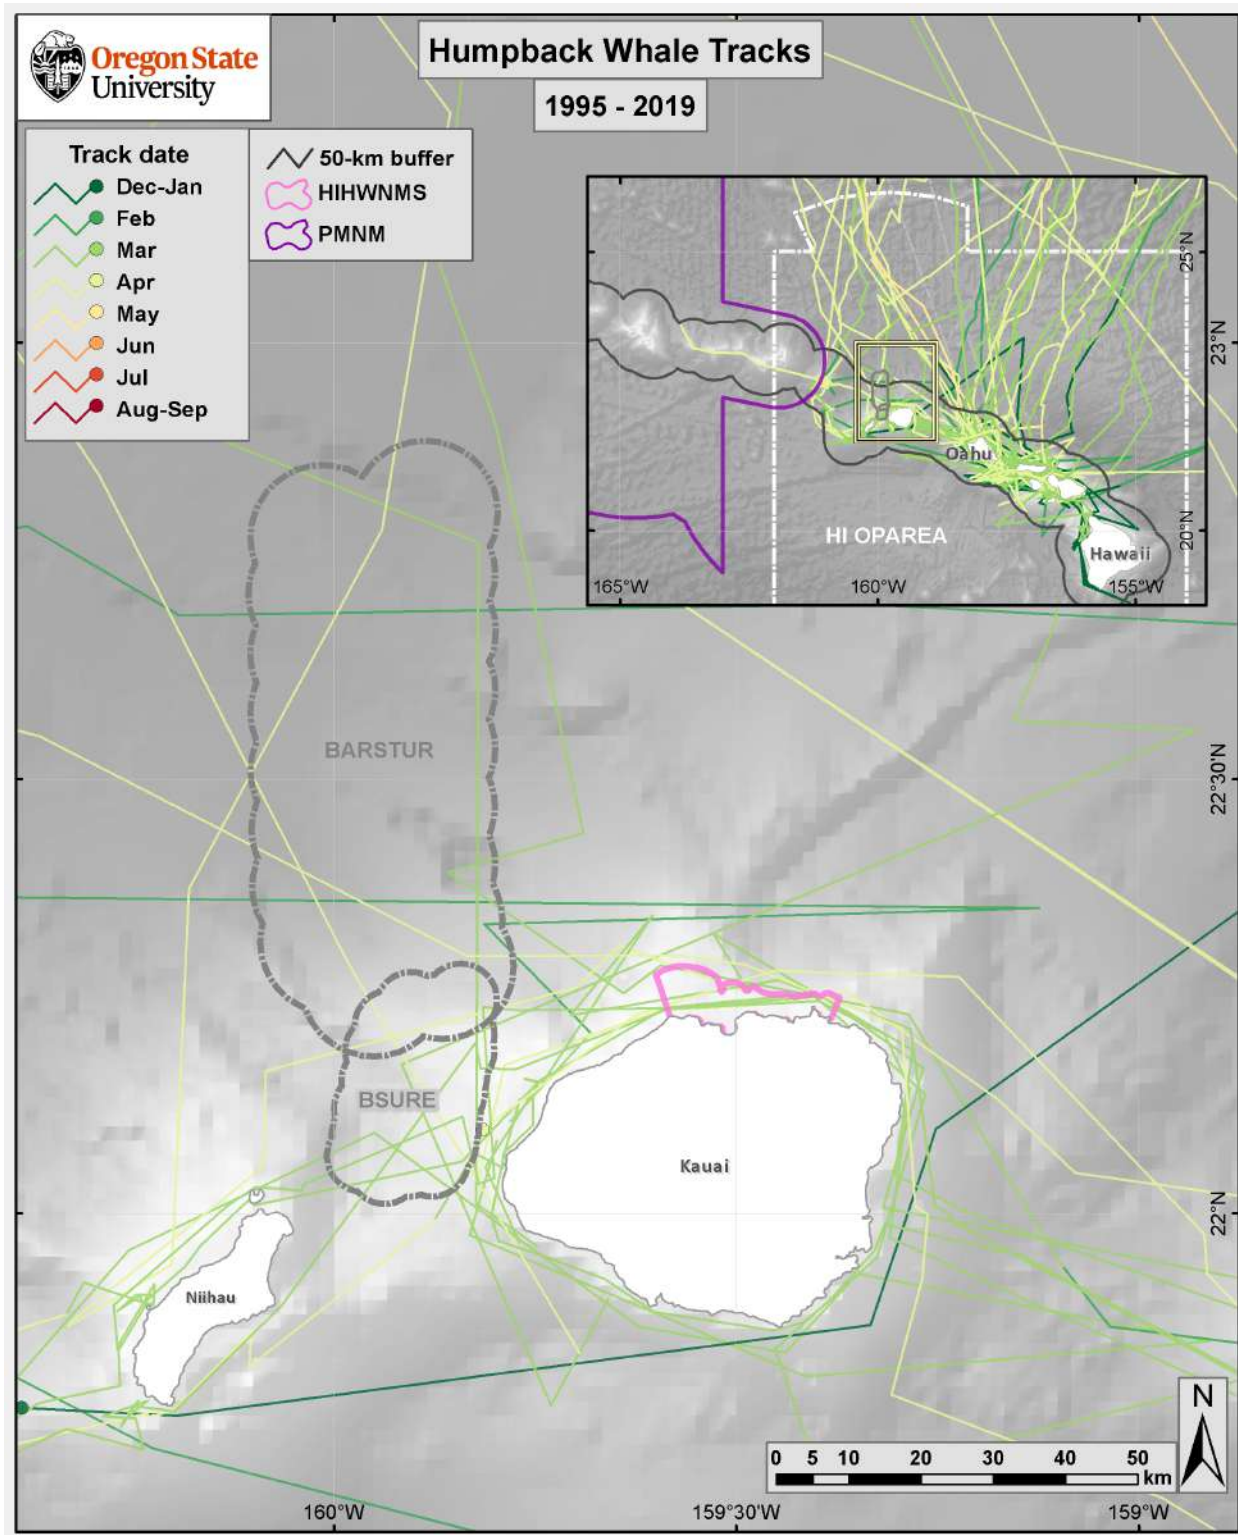 Oregon State
University
Humpback Whale Tracks
1995 - 2019
Track date
Dec-Jan
Feb
Mar
Apr
May
Jun
Jul
Aug-Sep
50-km buffer
HIHWNMS
PMNM
25°N
20°N
Oahu
HI OPAREA
Hawaii
165°W
160°W
155°W
23°N
BARSTUR
22°30'N
BSURE
Kauai
22°N
Niihau
N
0 5 10 20 30 40 50
km
160°W
159°30'W
159°W